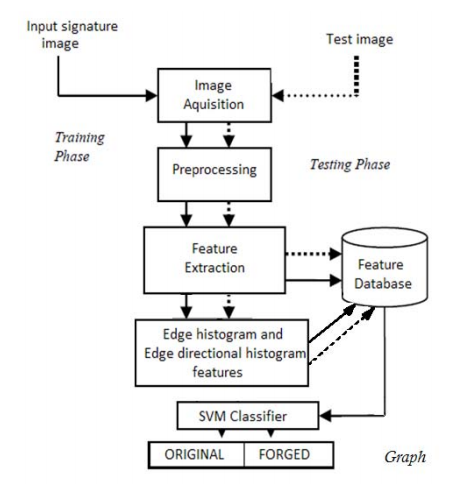 Input signature
image
Test image
Image
Aquisition
Training
Phase
Preprocessing
Testing Phase
Feature
Extraction
Feature
Database
Edge histogram and
Edge directional histogram
features
SVM Classifier
ORIGINAL
FORGED
Graph